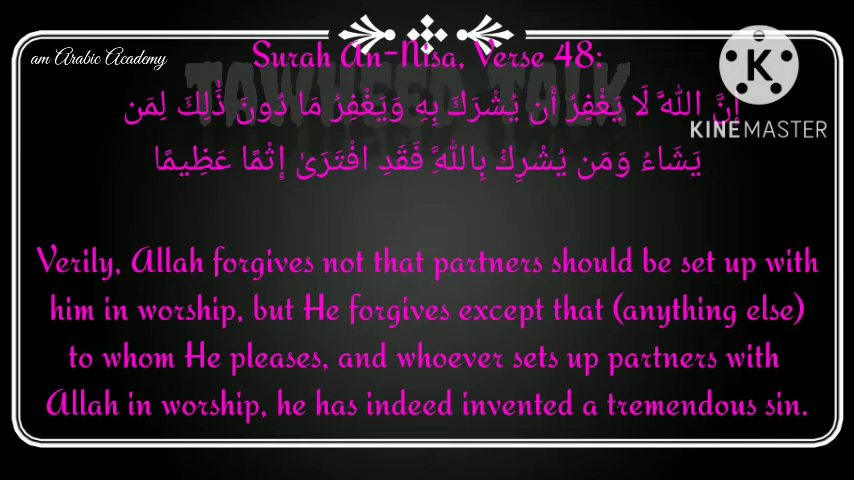 am Arabic Academy
Surah An-Nisa, Verse 48:
TAWHEED TALK
إِنَّ اللَّهَ لَا يَغْفِرُ أَن يُشْرَكَ بِهِ وَيَغْفِرُ مَا دُونَ ذَٰلِكَ لِمَن
K
KINEMASTER
يَشَاءُ وَمَن يُشْرِكْ بِاللَّهِ فَقَدِ افْتَرَىٰ إِثْمًا عَظِيمًا
Verily, Allah forgives not that partners should be set up with
him in worship, but He forgives except that (anything else)
to whom He pleases, and whoever sets up partners with
Allah in worship, he has indeed invented a tremendous sin.